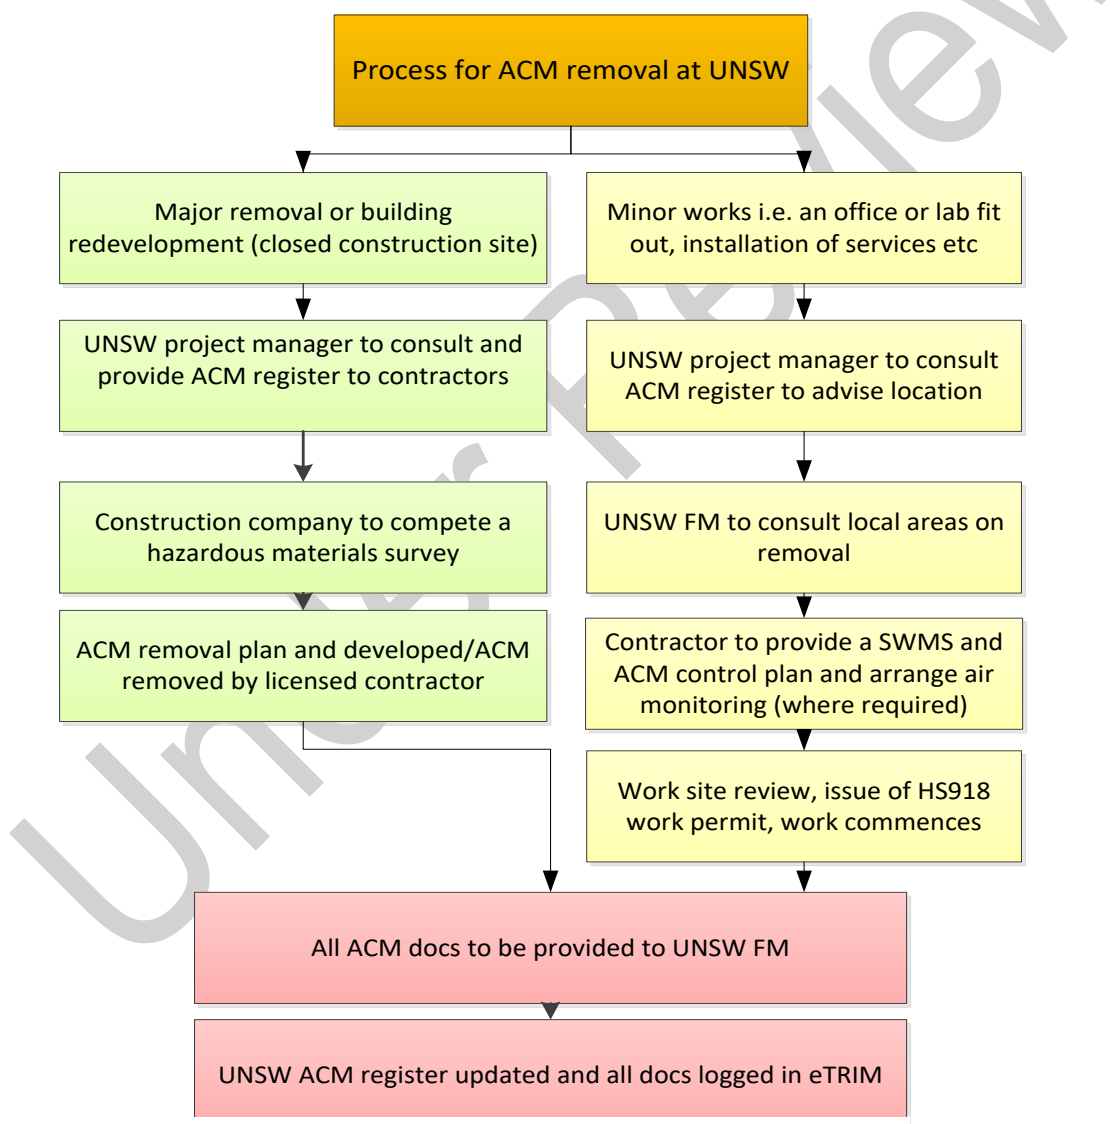 Process for ACM removal at UNSW
Major removal or building
redevelopment (closed construction site)
UNSW project manager to consult and
provide ACM register to contractors
Construction company to compete a
hazardous materials survey
ACM removal plan and developed/ACM
removed by licensed contractor
Minor works i.e. an office or lab fit
out, installation of services etc
UNSW project manager to consult
ACM register to advise location
UNSW FM to consult local areas on
removal
Contractor to provide a SWMS and
ACM control plan and arrange air
monitoring (where required)
Work site review, issue of HS918
work permit, work commences
All ACM docs to be provided to UNSW FM
UNSW ACM register updated and all docs logged in eTRIM
Under Review